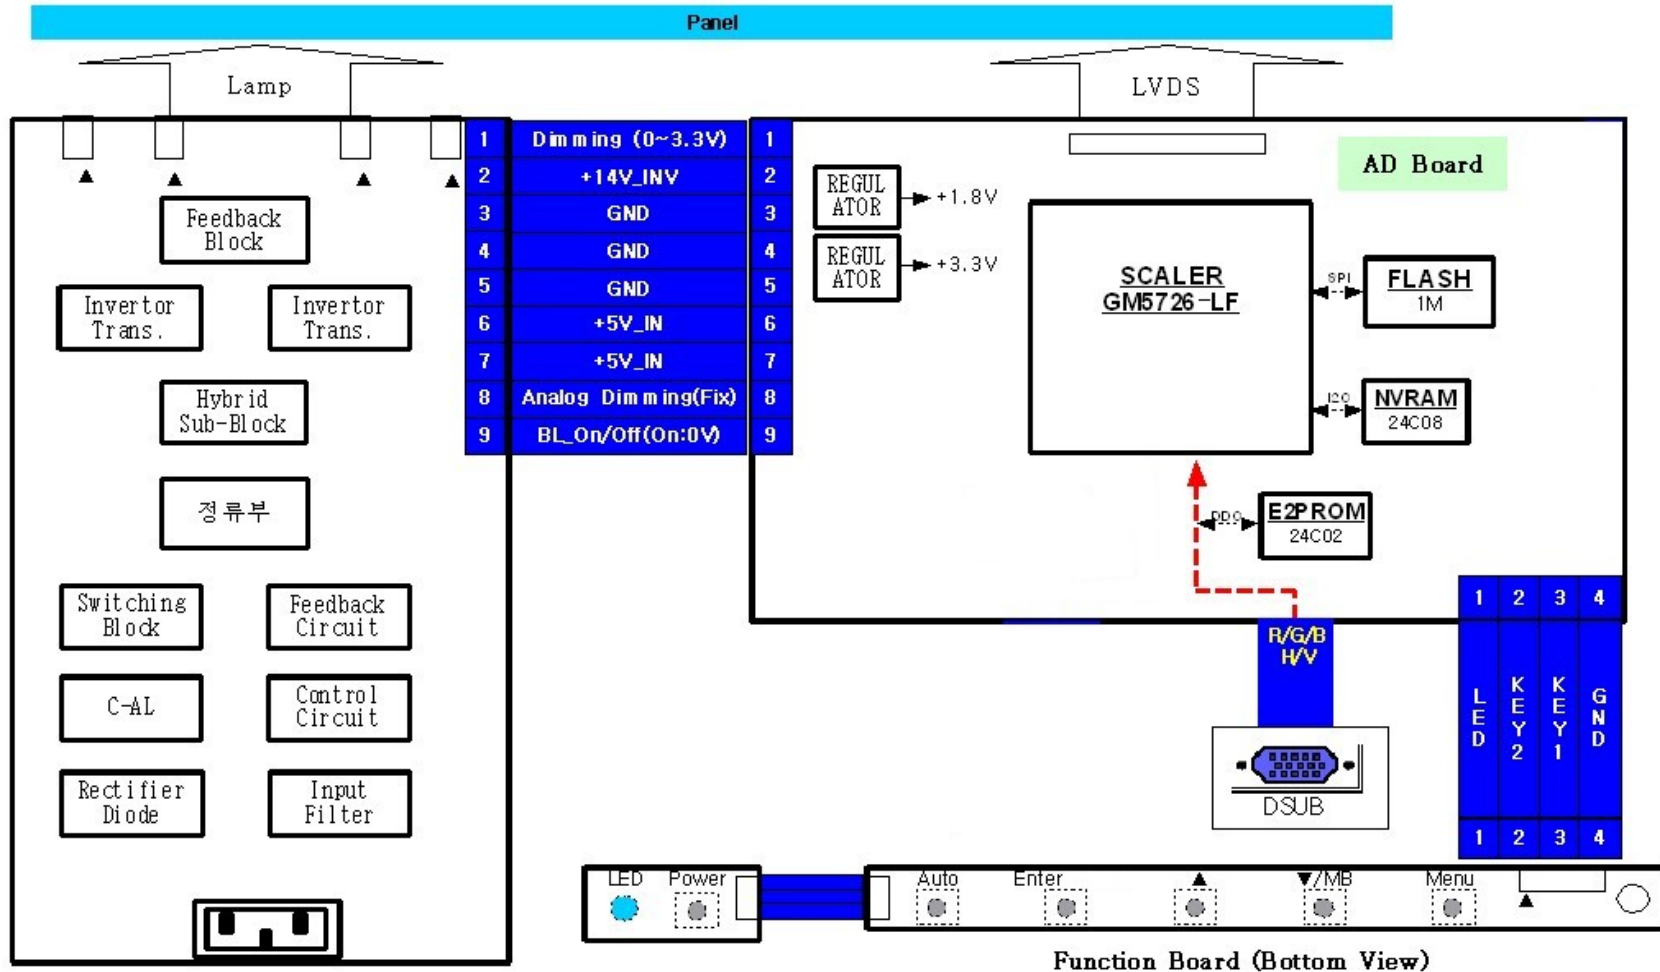 Panel
Lamp
LVDS
1 Dimming (0~3.3V) 1
2 +14V_INV 2
3 GND 3
4 GND 4
5 GND 5
6 +5V_IN 6
7 +5V_IN 7
8 Analog Dimming(Fix) 8
9 BL_On/Off(On:0V) 9
Feedback
Block
Invertor
Trans.
Invertor
Trans.
Hybrid
Sub-Block
정류부
Switching
Block
Feedback
Circuit
C-AL
Control
Circuit
Rectifier
Diode
Input
Filter
REGUL
ATOR
+1.8V
REGUL
ATOR
+3.3V
AD Board
SCALER
GM5726-LF
SPI
FLASH
1M
I2C
NVRAM
24C08
DDC
E2PROM
24C02
R/G/B
H/V
DSUB
1 2 3 4
LED
KEY2
KEY1
GND
1 2 3 4
LED Power
Auto Enter ▲ ▼/MB Menu
Function Board (Bottom View)